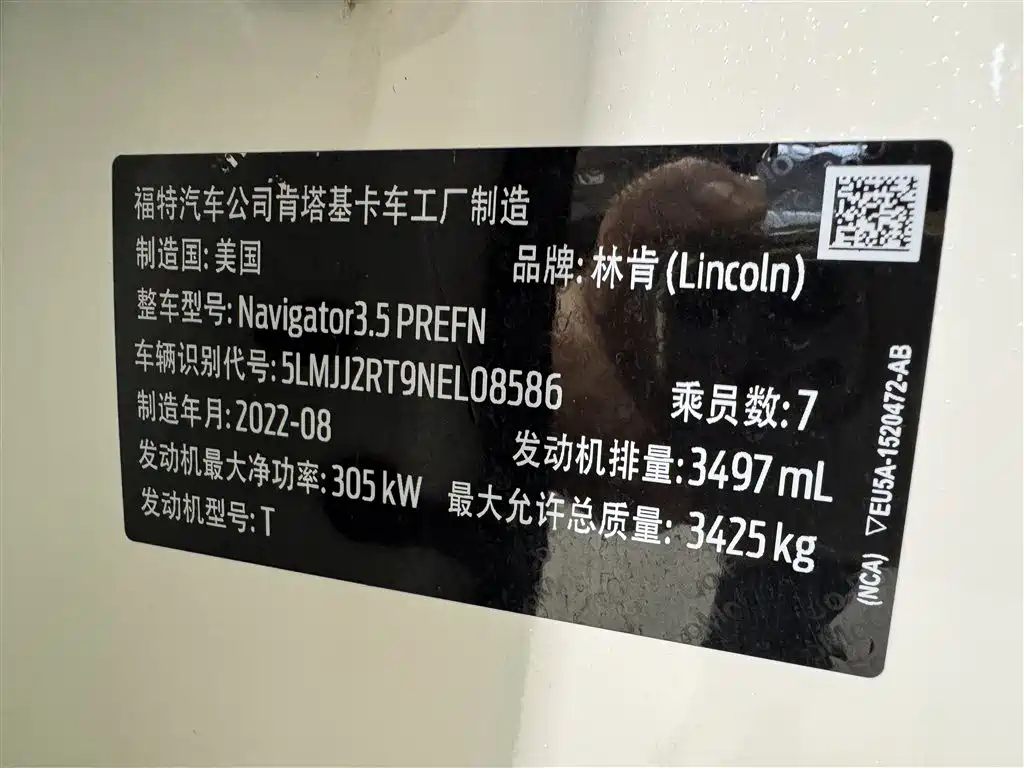 福特汽车公司肯塔基卡车工厂制造
制造国:美国
品牌:林肯(Lincoln)
整车型号:Navigator3.5 PREFN
车辆识别代号:5LMJJ2RT9NEL08586
乘员数:7
制造年月:2022-08
发动机排量:3497 mL
发动机最大净功率:305 kW
最大允许总质量: 3425 kg
发动机型号:T
(NCA) ▽EU5A-1520472-AB